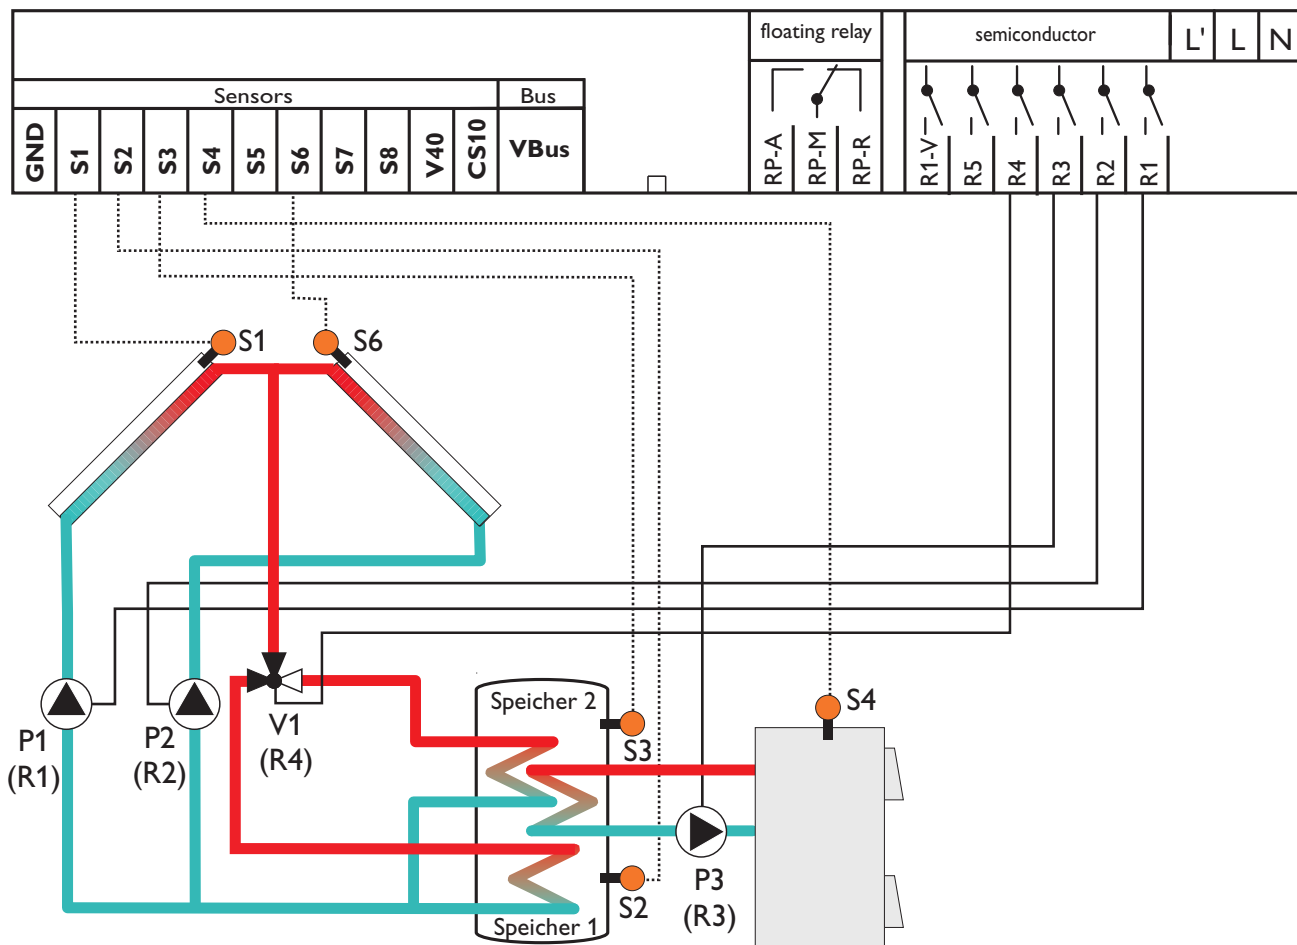 floating relay
semiconductor
L' L N
Sensors
Bus
GND S1 S2 S3 S4 S5 S6 S7 S8 V40 CS10 VBus
RP-A RP-M RP-R
R1-V R5 R4 R3 R2 R1
S1
S6
Speicher 2
S4
P1
(R1)
P2
(R2)
V1
(R4)
S3
P3
(R3)
S2
Speicher 1